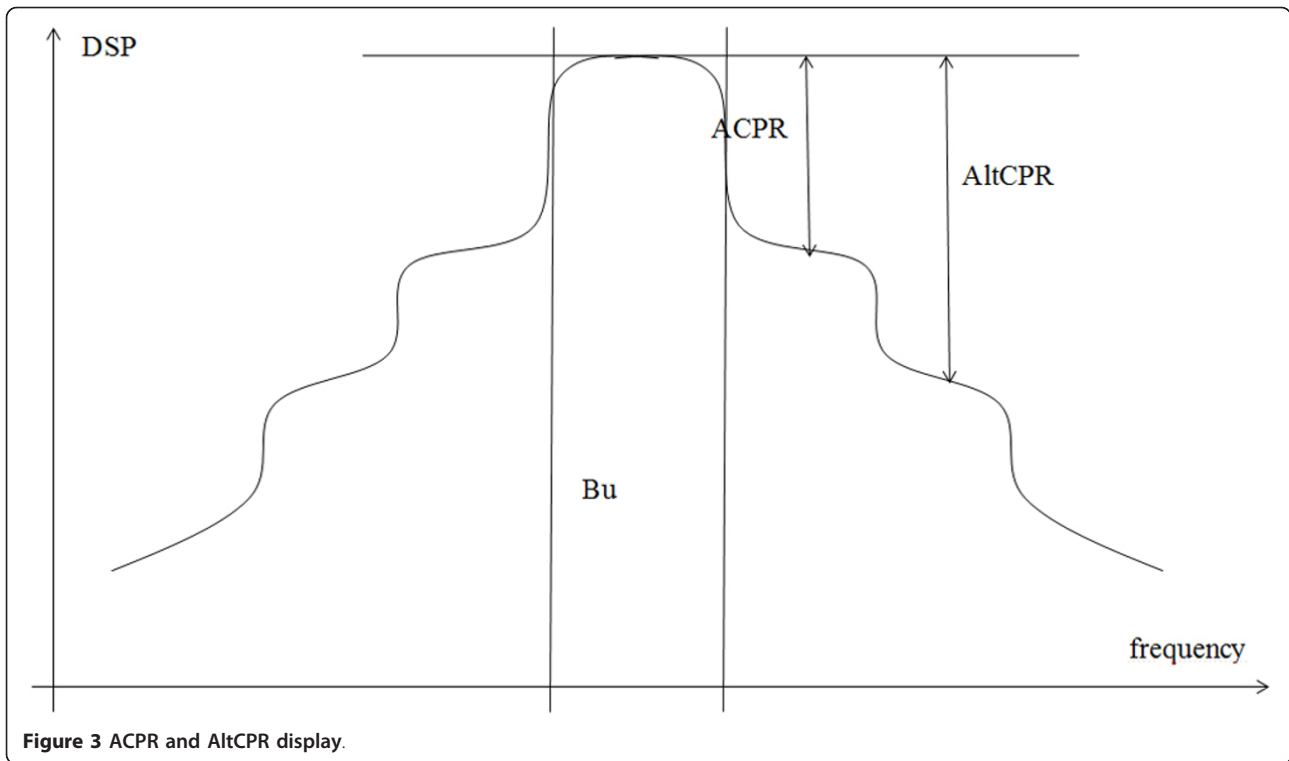 DSP
ACPR
AltCPR
Bu
frequency
Figure 3 ACPR and AltCPR display.